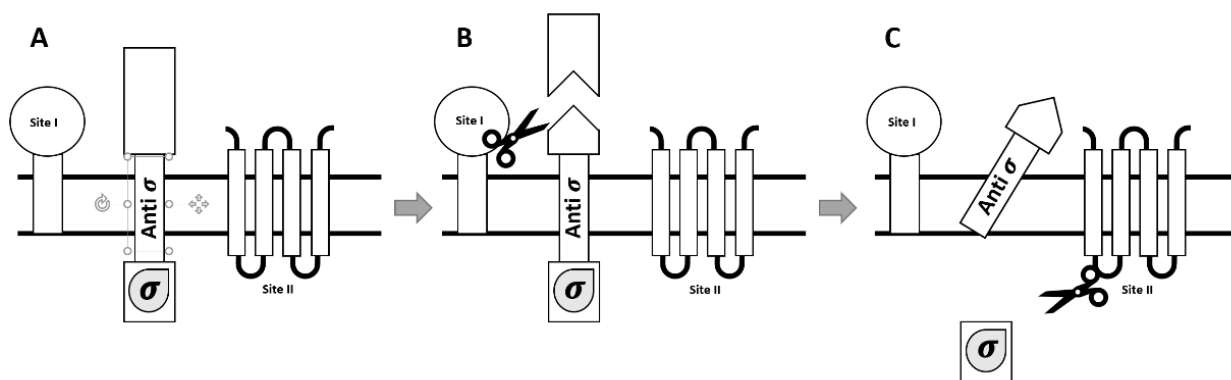 A
Site I
Anti σ
σ
Site II
B
Site I
Anti σ
σ
Site II
C
Site I
Anti σ
σ
Site II